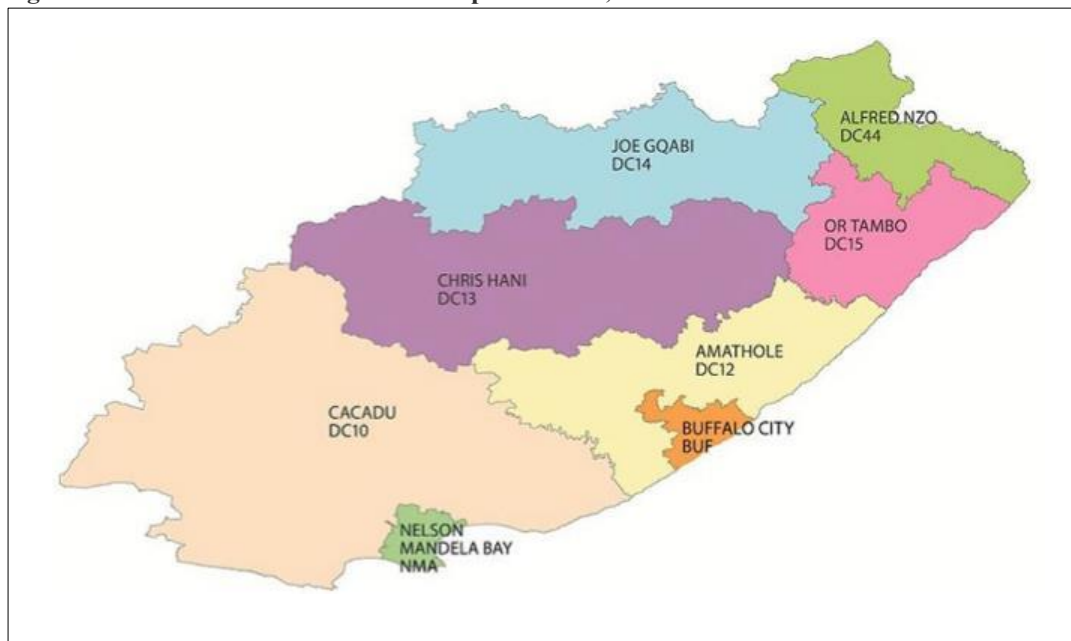 ALFRED NZO
DC44
JOE GQABI
DC14
OR TAMBO
DC15
CHRIS HANI
DC13
AMATHOLE
DC12
CACADU
DC10
BUFFALO CITY
BUF
NELSON
MANDELA BAY
NMA